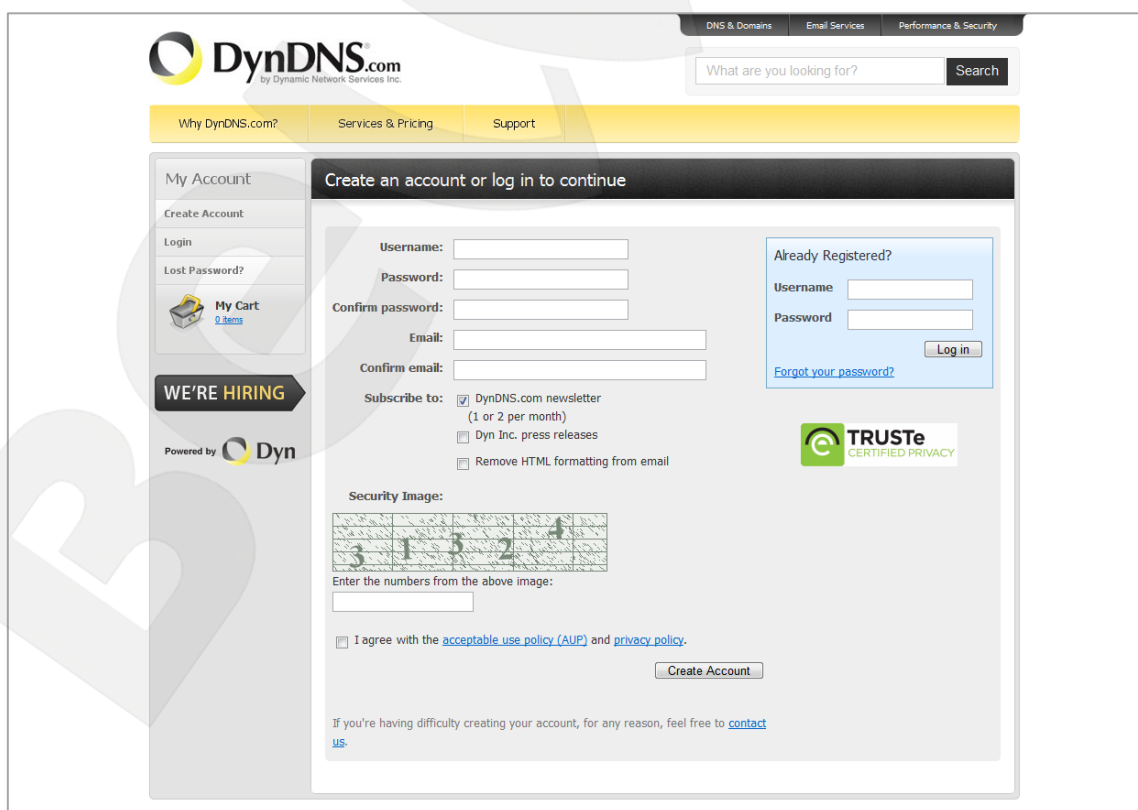 DNS & Domains Email Services Performance & Security
DynDNS.com
by Dynamic Network Services Inc.
What are you looking for? Search
Why DynDNS.com? Services & Pricing Support
My Account
Create Account
Login
Lost Password?
My Cart
0 items
WE'RE HIRING
Powered by Dyn
Create an account or log in to continue
Username:
Password:
Confirm password:
Email:
Confirm email:
Subscribe to: DynDNS.com newsletter
(1 or 2 per month)
Dyn Inc. press releases
Remove HTML formatting from email
Security Image:
3 1 3 2 4
Enter the numbers from the above image:
I agree with the acceptable use policy (AUP) and privacy policy.
Create Account
If you're having difficulty creating your account, for any reason, feel free to contact
us.
Already Registered?
Username
Password
Log in
Forgot your password?
TRUSTe
CERTIFIED PRIVACY